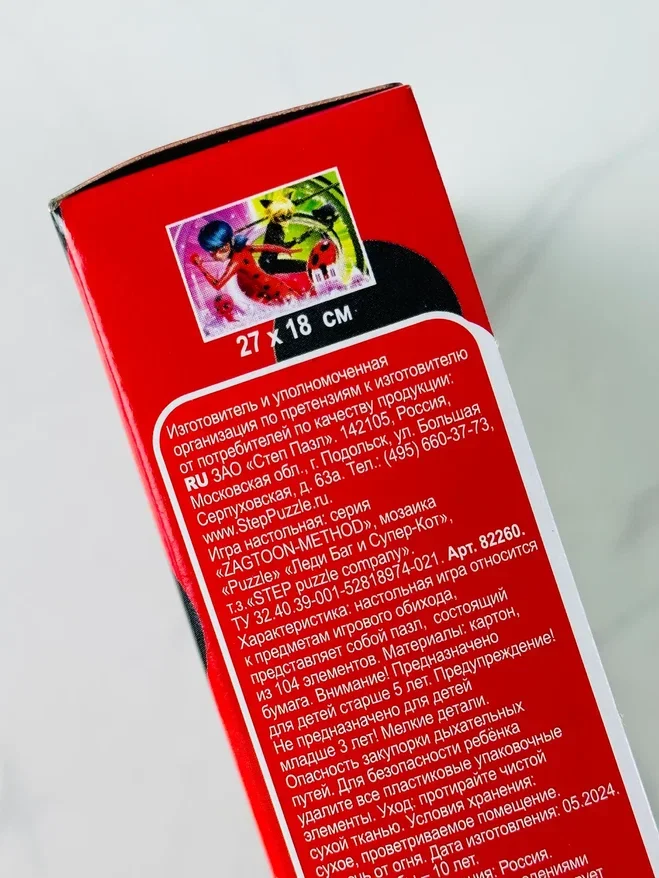 27 x 18 см
Изготовитель и уполномоченная
организация по претензиям к изготовителю
от потребителей по качеству продукции:
RU ЗАО «Степ Пазл». 142105, Россия,
Московская обл., г. Подольск, ул. Большая
Серпуховская, д. 63а. Тел.: (495) 660-37-73,
www.StepPuzzle.ru.
Игра настольная: серия
«ZAGTOON-METHOD», мозаика
«Puzzle» «Леди Баг и Супер-Кот»,
т.з.«STEP puzzle company».
ТУ 32.40.39-001-52818974-021. Арт. 82260.
Характеристика: настольная игра относится
к предметам игрового обихода,
представляет собой пазл, состоящий
из 104 элементов. Материалы: картон,
бумага. Внимание! Предназначено
для детей старше 5 лет. Предупреждение!
Не предназначено для детей
младше 3 лет! Мелкие детали.
Опасность закупорки дыхательных
путей. Для безопасности ребёнка
удалите все пластиковые упаковочные
элементы. Уход: протирайте чистой
сухой тканью. Условия хранения:
сухое, проветриваемое помещение.
от огня. Дата изготовления: 05.2024.
– 10 лет.
Россия.